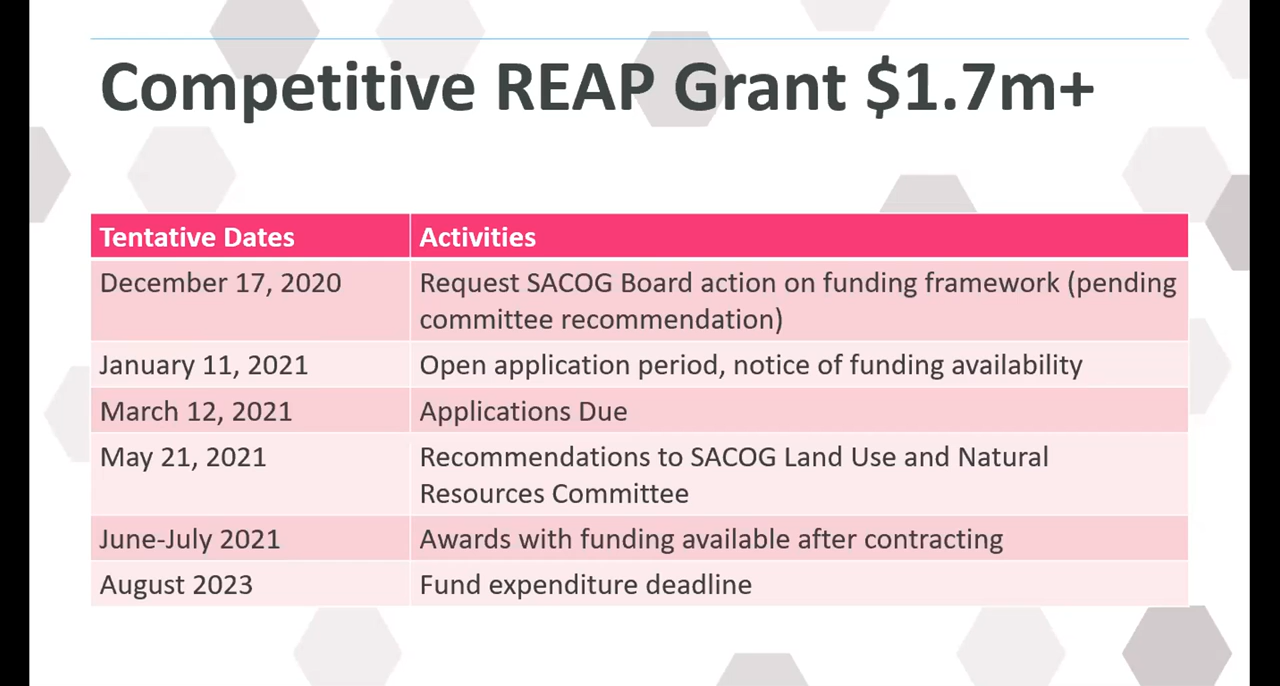 Competitive REAP Grant $1.7m+
Tentative Dates Activities
December 17, 2020 Request SACOG Board action on funding framework (pending
committee recommendation)
January 11, 2021 Open application period, notice of funding availability
March 12, 2021 Applications Due
May 21, 2021 Recommendations to SACOG Land Use and Natural
Resources Committee
June-July 2021 Awards with funding available after contracting
August 2023 Fund expenditure deadline